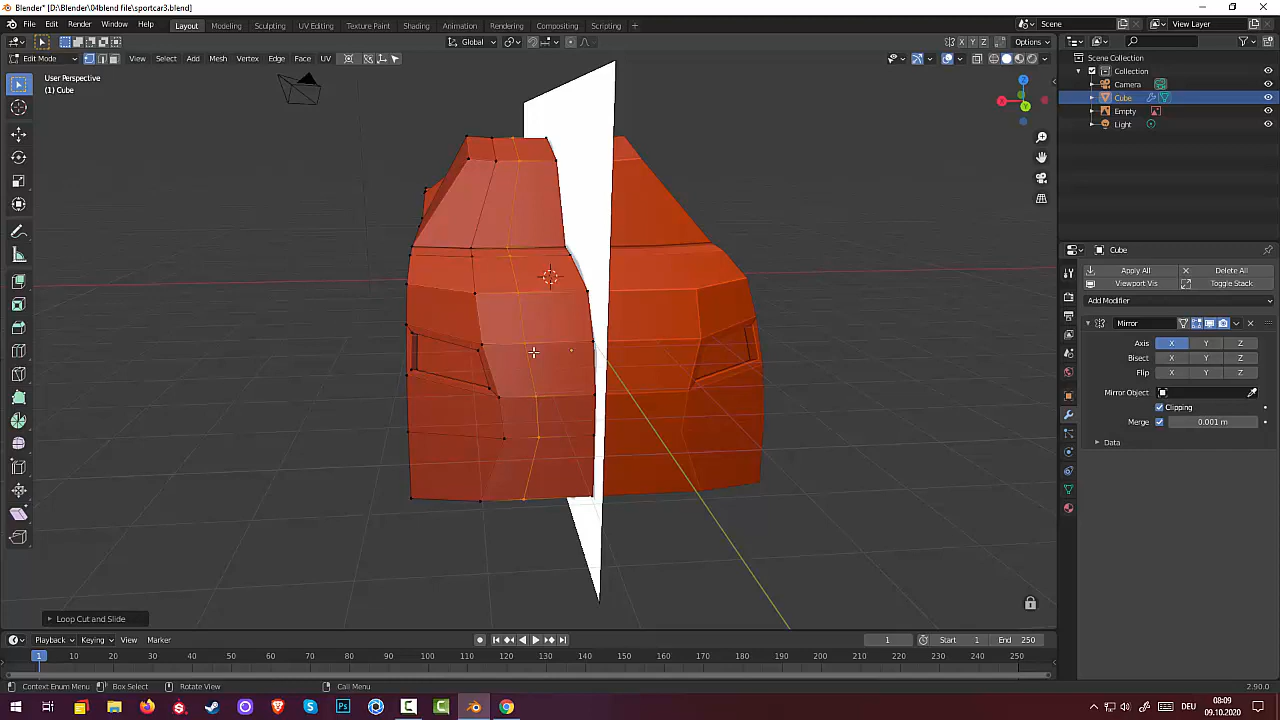 Blender* [D:\Blender\04blend file\sportcar3.blend]
File Edit Render Window Help Layout Modeling Sculpting UV Editing Texture Paint Shading Animation Rendering Compositing Scripting Scene View Layer
Global X Y Z Options
Edit Mode View Select Add Mesh Vertex Edge Face UV
User Perspective
(1) Cube
Scene Collection
Collection
Camera
Cube
Empty
Light
Cube
Apply All Delete All
Viewport Vis Toggle Stack
Add Modifier
Mirror
Axis X Y Z
Bisect X Y Z
Flip X Y Z
Mirror Object
Clipping
Merge 0.001 m
Data
Loop Cut and Slide
Playback Keying View Marker 1 Start 1 End 250
1 10 20 30 40 50 60 70 80 90 100 110 120 130 140 150 160 170 180 190 200 210 220 230 240 250
Context Enum Menu Box Select Rotate View Call Menu 2.90.0
DEU 08:09
09.10.2020